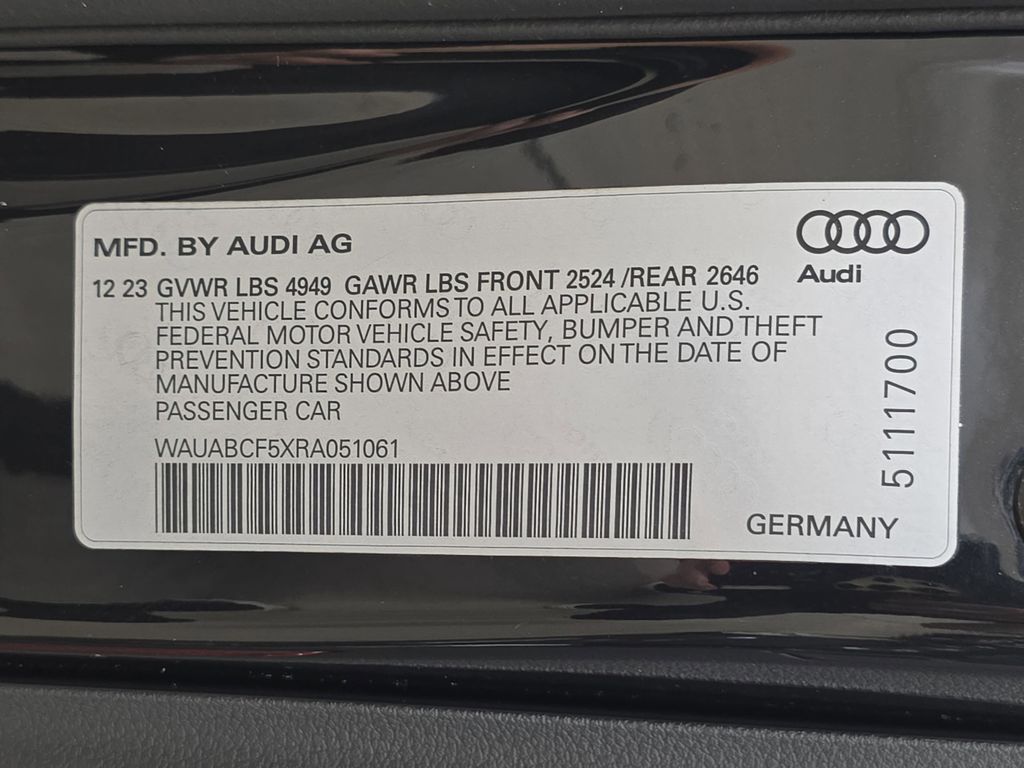 MFD. BY AUDI AG
Audi
12 23 GVWR LBS 4949 GAWR LBS FRONT 2524 /REAR 2646
THIS VEHICLE CONFORMS TO ALL APPLICABLE U.S.
FEDERAL MOTOR VEHICLE SAFETY, BUMPER AND THEFT
PREVENTION STANDARDS IN EFFECT ON THE DATE OF
MANUFACTURE SHOWN ABOVE
PASSENGER CAR
WAUABCF5XRA051061
GERMANY
5111700